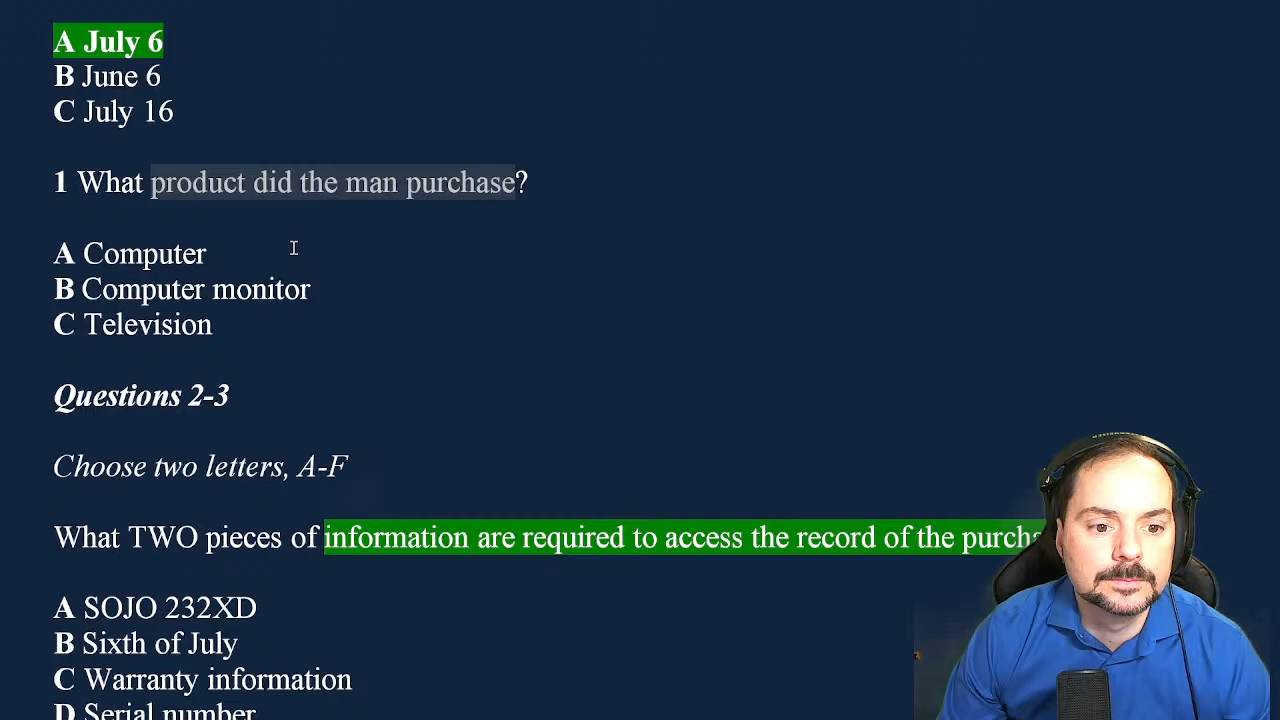 A July 6
B June 6
C July 16
1 What product did the man purchase?
A Computer
B Computer monitor
C Television
Questions 2-3
Choose two letters, A-F
What TWO pieces of information are required to access the record of the
A SOJO 232XD
B Sixth of July
C Warranty information
D Serial number